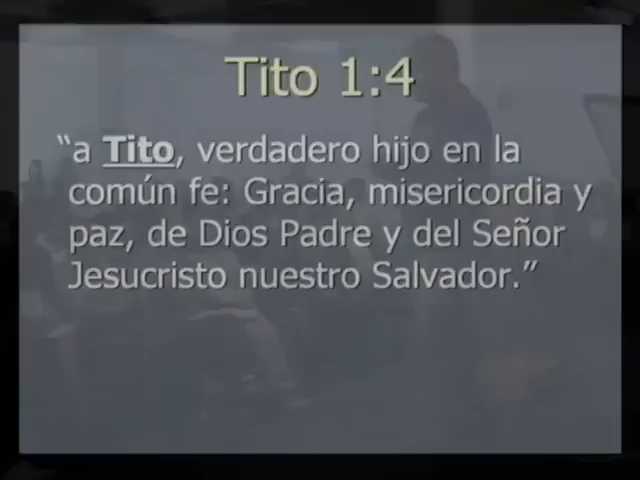 Tito 1:4
“a Tito, verdadero hijo en la
común fe: Gracia, misericordia y
paz, de Dios Padre y del Señor
Jesucristo nuestro Salvador.”